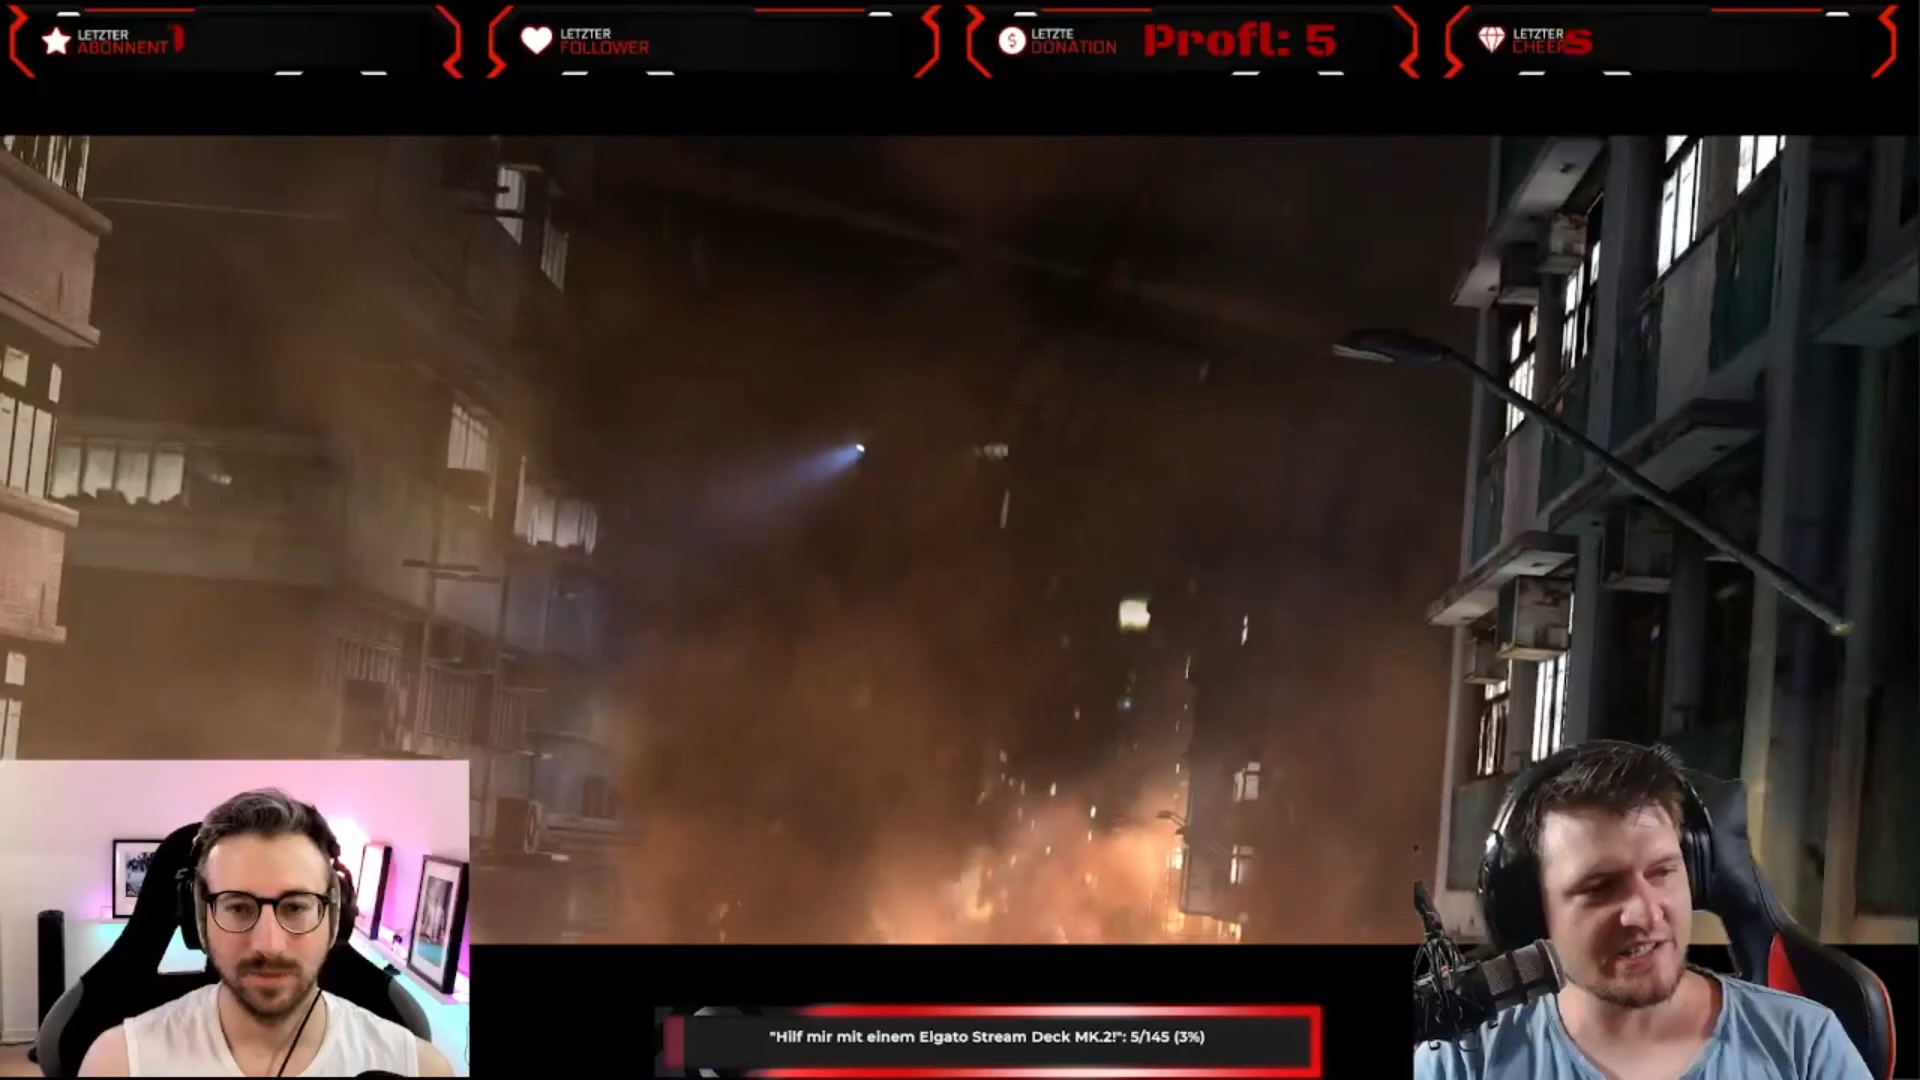 LETZTER
ABONNENT
LETZTER
FOLLOWER
LETZTE
DONATION
Profl: 5
LETZTER
CHEER
"Hilf mir mit einem Elgato Stream Deck MK.2!": 5/145 (3%)